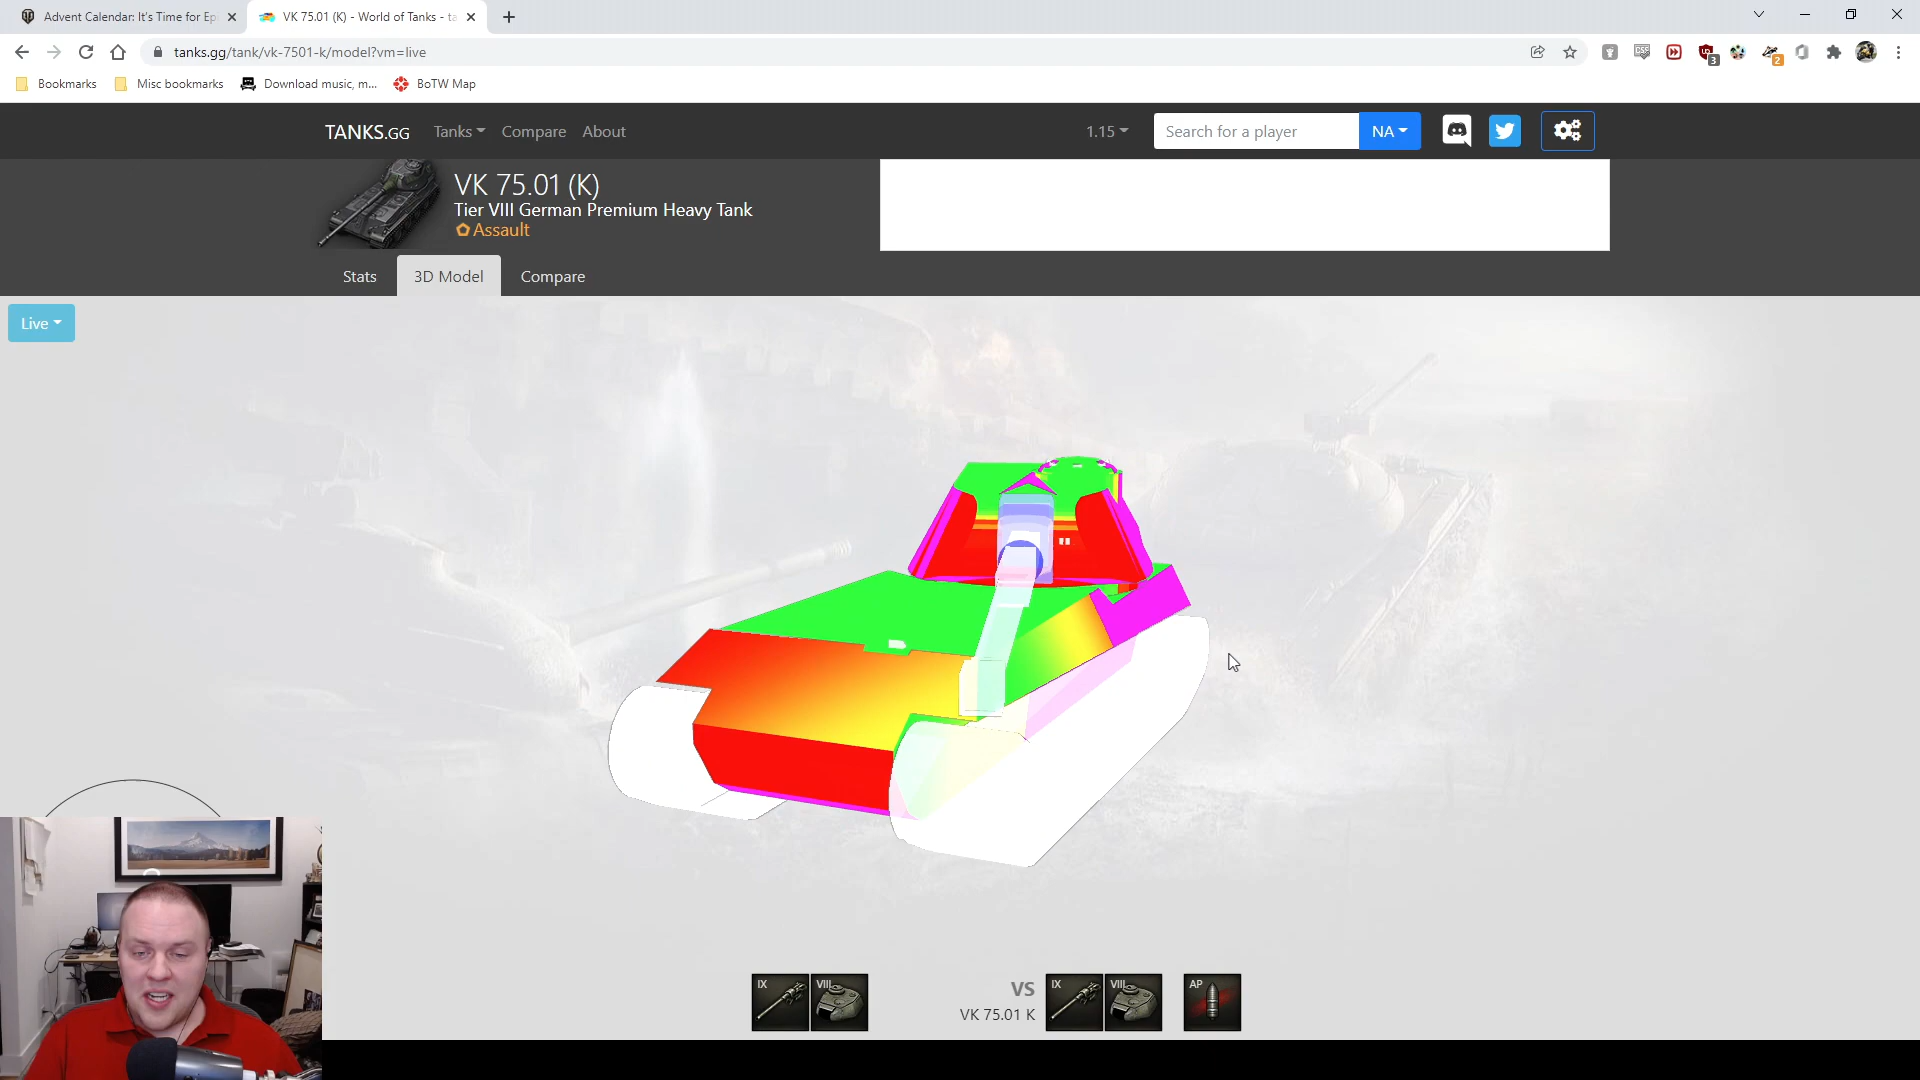 Advent Calendar: It's Time for Ep
VK 75.01 (K) - World of Tanks - ta
tanks.gg/tank/vk-7501-k/model?vm=live
3
2
Bookmarks
Misc bookmarks
Download music, m...
BoTW Map
TANKS.GG
Tanks
Compare
About
1.15
Search for a player
NA
VK 75.01 (K)
Tier VIII German Premium Heavy Tank
Assault
Stats
3D Model
Compare
Live
IX
VIII
VS
VK 75.01 K
IX
VIII
AP